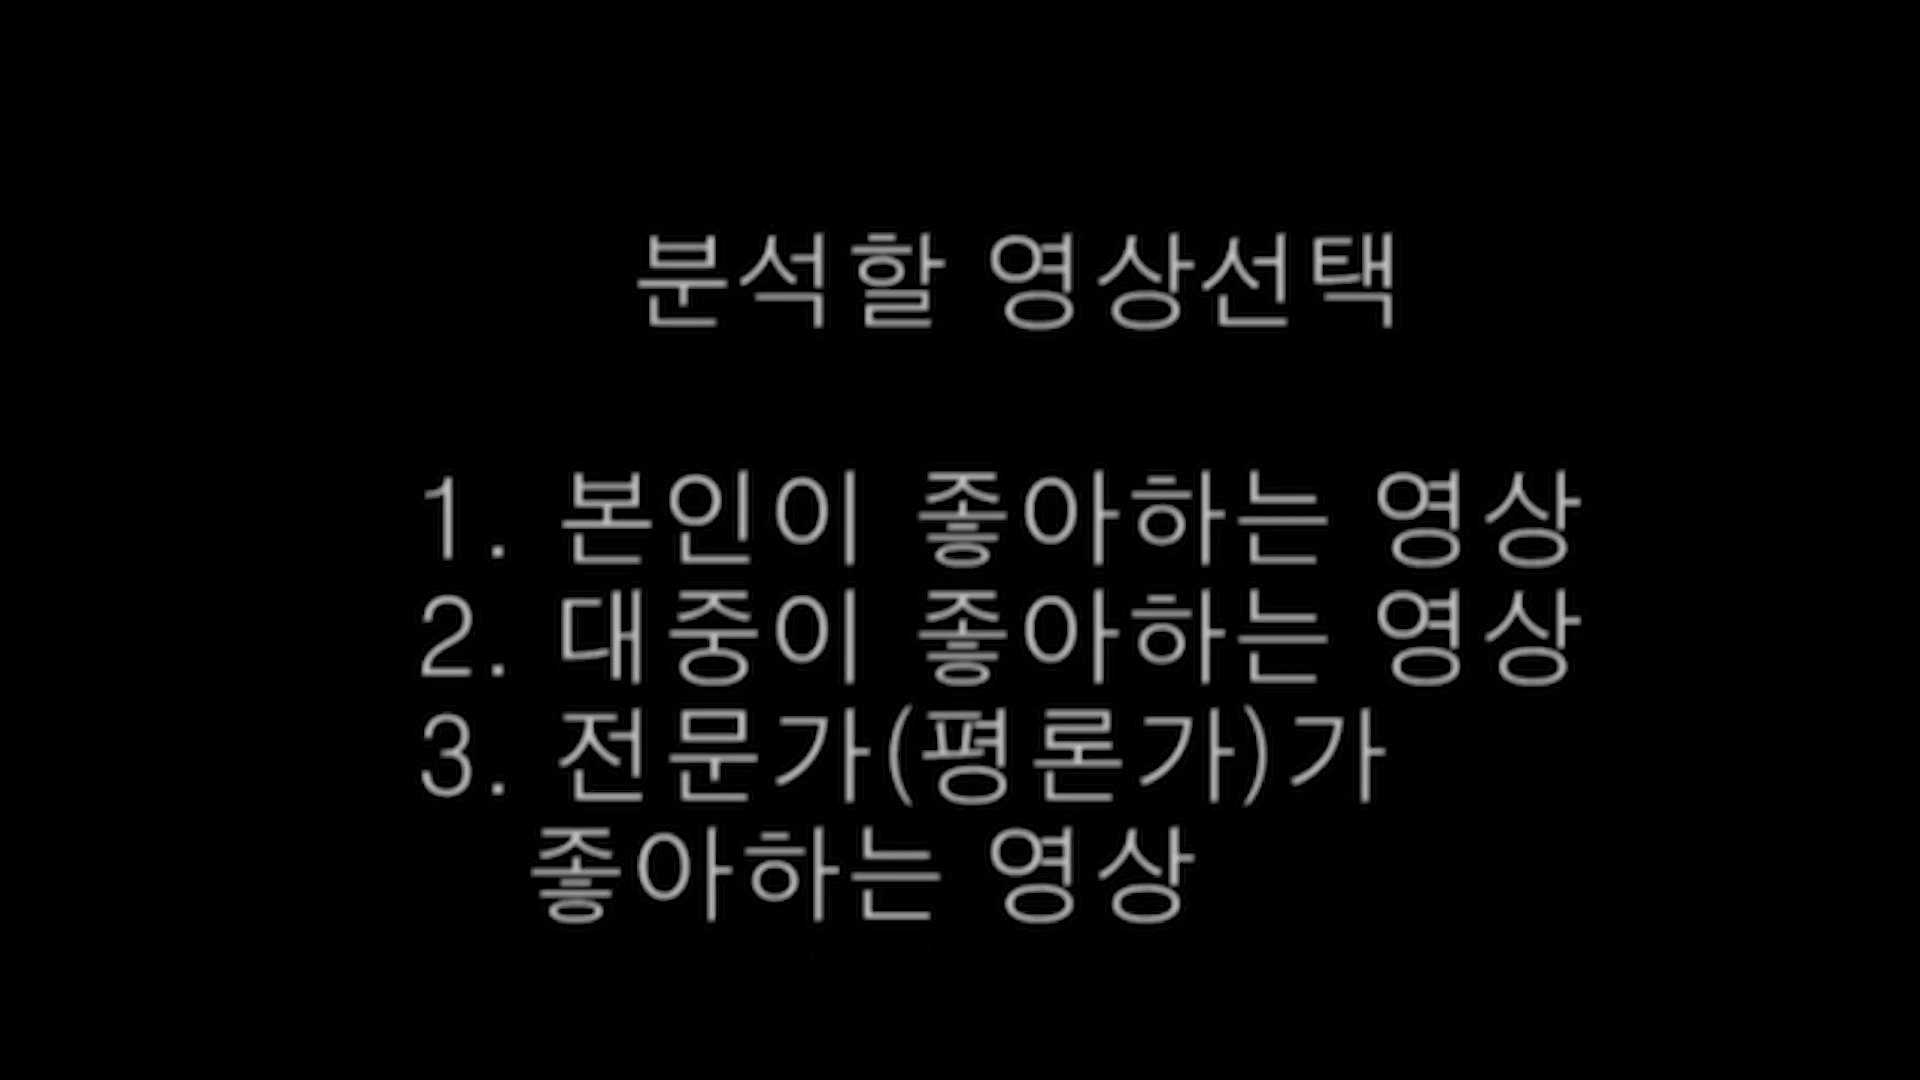 분석할 영상선택
1. 본인이 좋아하는 영상
2. 대중이 좋아하는 영상
3. 전문가(평론가)가
좋아하는 영상